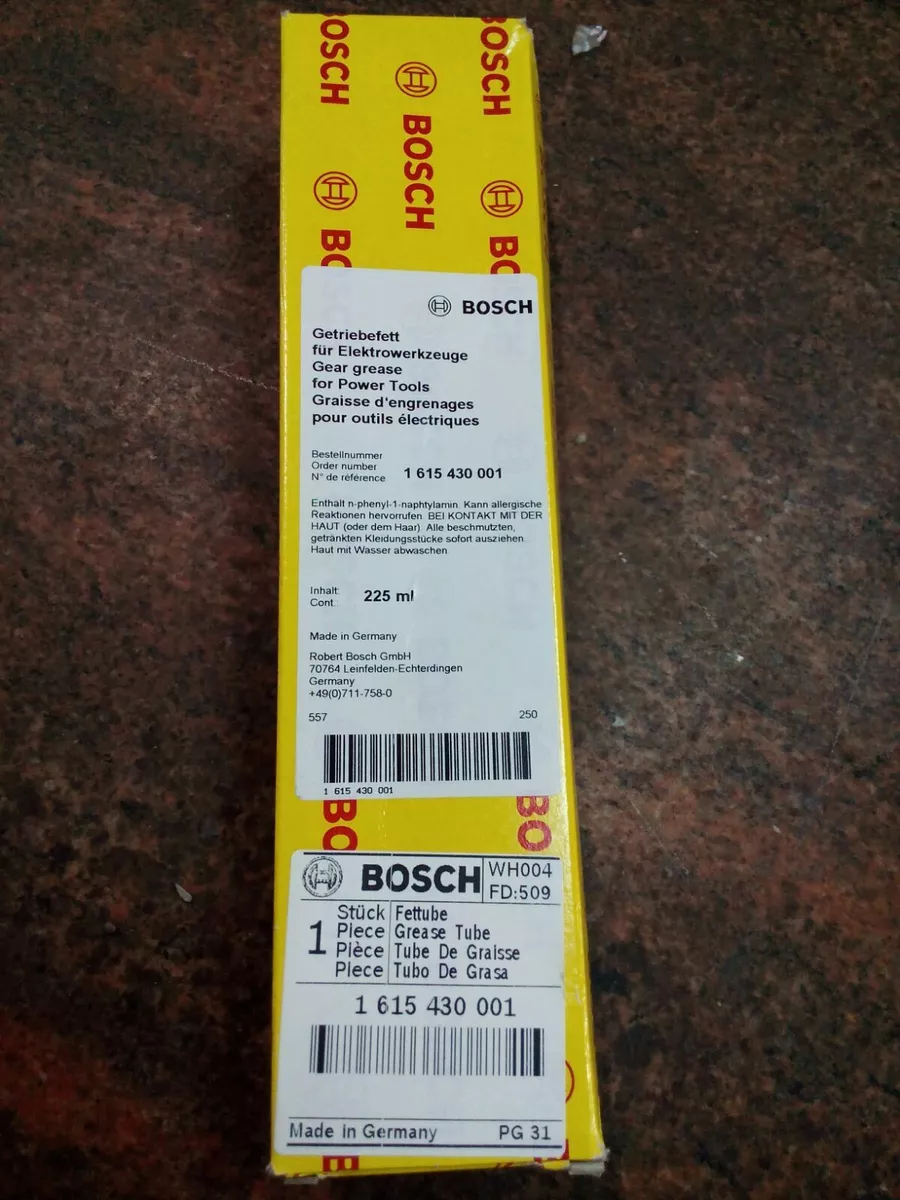 BOSCH
BOSCH
BOSCH
BOSCH
Getriebefett
für Elektrowerkzeuge
Gear grease
for Power Tools
Graisse d'engrenages
pour outils électriques
Bestellnummer
Order number
N° de référence 1 615 430 001
Enthält n-phenyl-1-naphtylamin. Kann allergische
Reaktionen hervorrufen. BEI KONTAKT MIT DER
HAUT (oder dem Haar). Alle beschmutzten,
getränkten Kleidungsstücke sofort ausziehen.
Haut mit Wasser abwaschen.
Inhalt:
Cont.: 225 ml
Made in Germany
Robert Bosch GmbH
70764 Leinfelden-Echterdingen
Germany
+49(0)711-758-0
557 250
1 615 430 001
BO
BO
BOSCH WH004
FD:509
1 Stück Fettube
Piece Grease Tube
Pièce Tube De Graisse
Piece Tubo De Grasa
1 615 430 001
Made in Germany PG 31